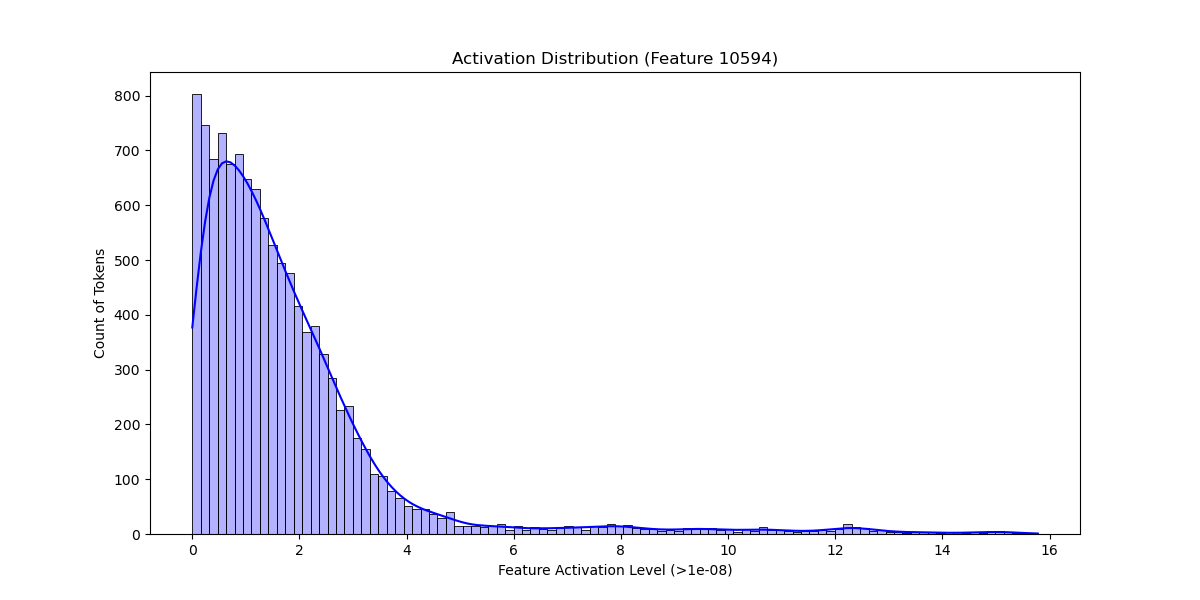 Activation Distribution (Feature 10594)
800
700
600
500
400
300
200
100
0
Count of Tokens
0 2 4 6 8 10 12 14 16
Feature Activation Level (>1e-08)